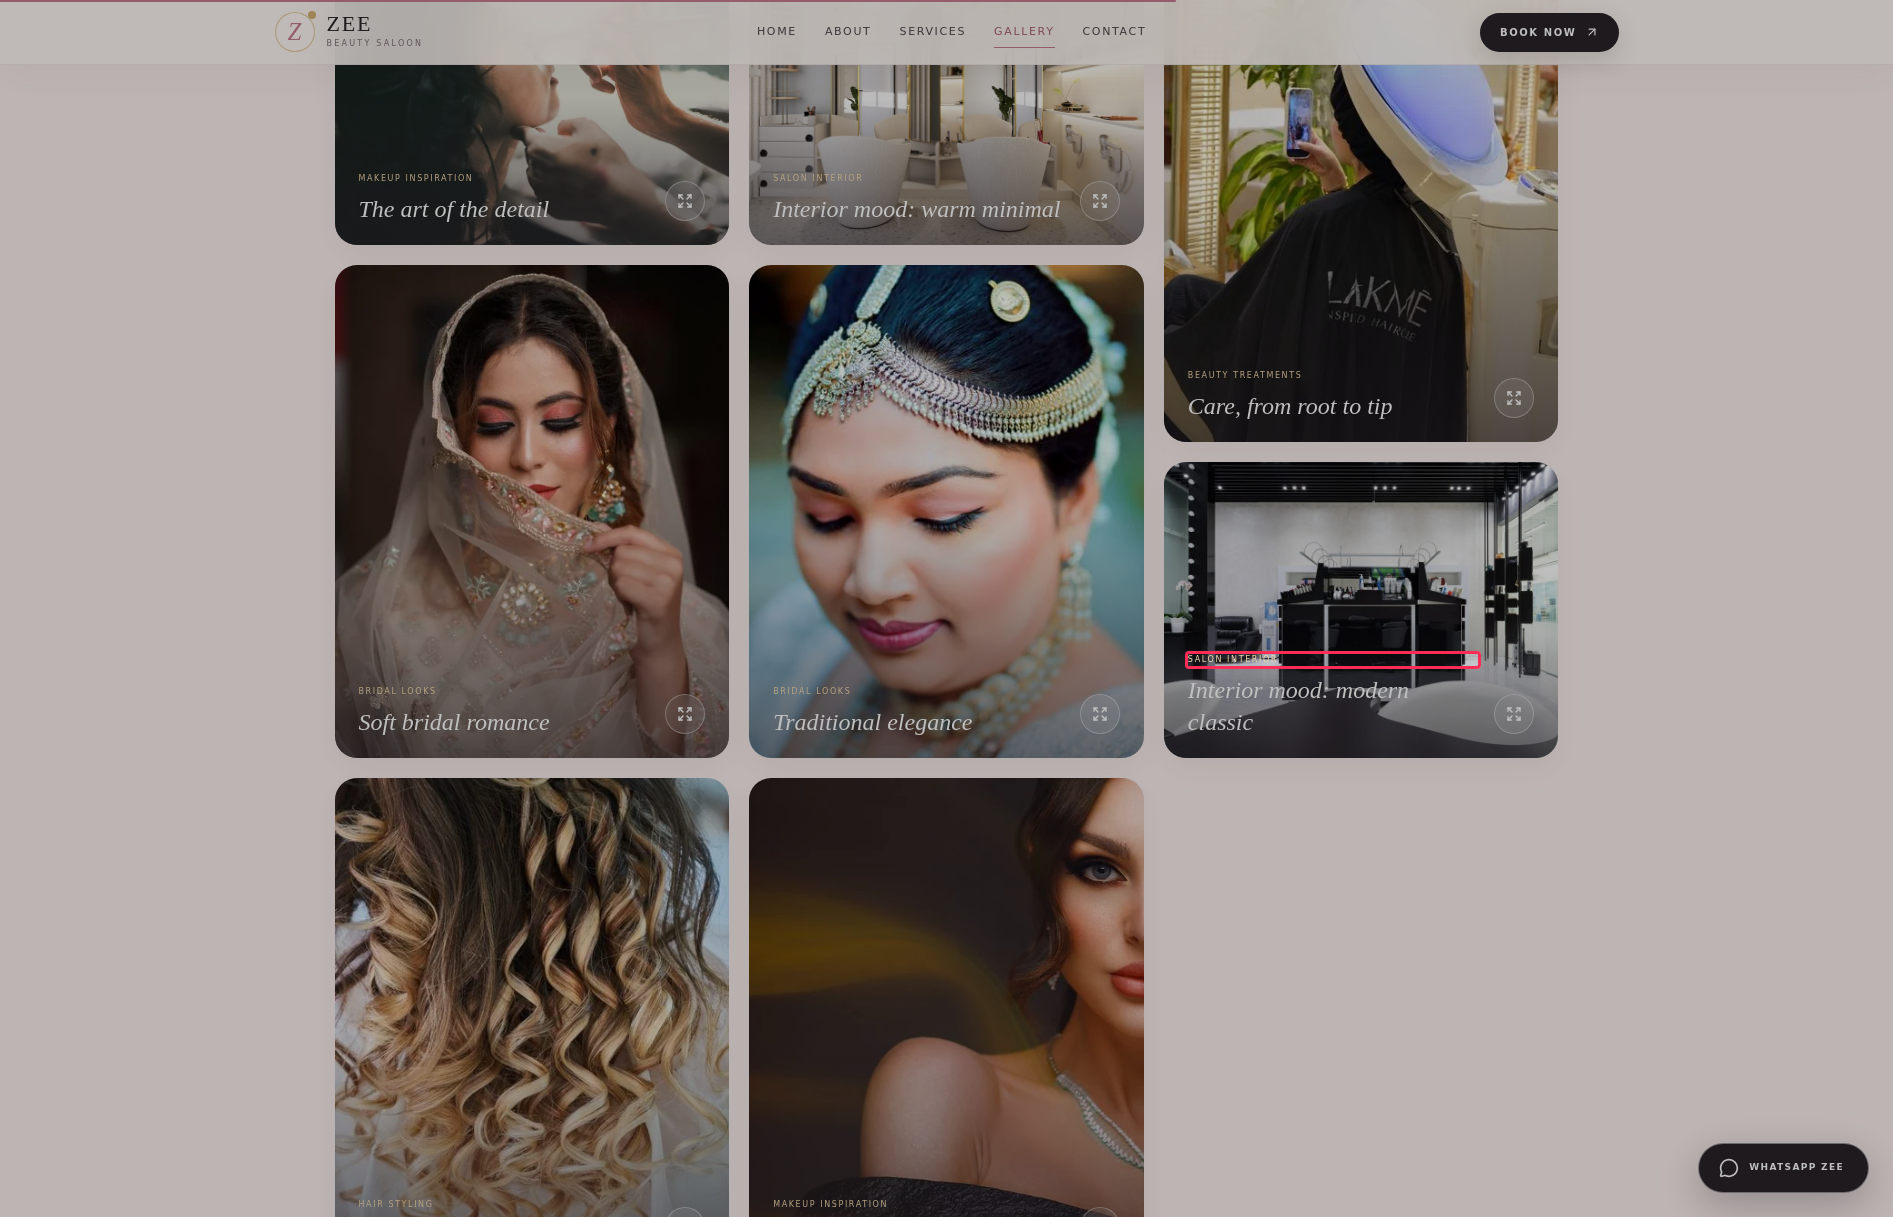 Z
ZEE
BEAUTY SALOON
HOME
ABOUT
SERVICES
GALLERY
CONTACT
BOOK NOW
MAKEUP INSPIRATION
The art of the detail
SALON INTERIOR
Interior mood: warm minimal
LAKMĒ
BEAUTY TREATMENTS
Care, from root to tip
BRIDAL LOOKS
Soft bridal romance
BRIDAL LOOKS
Traditional elegance
SALON INTERIOR
Interior mood: modern
classic
HAIR STYLING
MAKEUP INSPIRATION
WHATSAPP ZEE